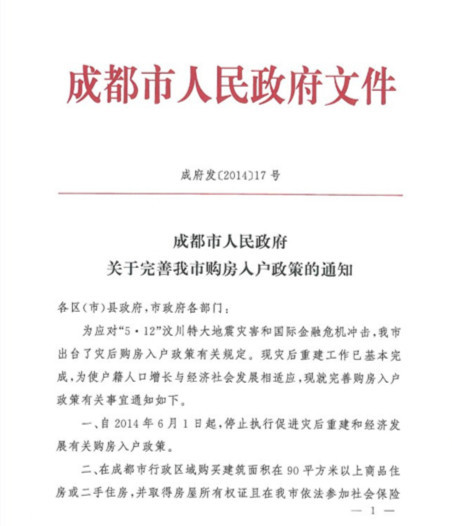 成都市人民政府文件
成府发〔2014〕17号
成都市人民政府
关于完善我市购房入户政策的通知
各区(市)县政府,市政府各部门:
为应对“5·12”汶川特大地震灾害和国际金融危机冲击,我市
出台了灾后购房入户政策有关规定。现灾后重建工作已基本完
成,为使户籍人口增长与经济社会发展相适应,现就完善购房入户
政策有关事宜通知如下。
一、自2014年6月1日起,停止执行促进灾后重建和经济发
展有关购房入户政策。
二、在成都市行政区域购买建筑面积在90平方米以上商品住
房或二手住房,并取得房屋所有权证且在我市依法参加社会保险
— 1 —